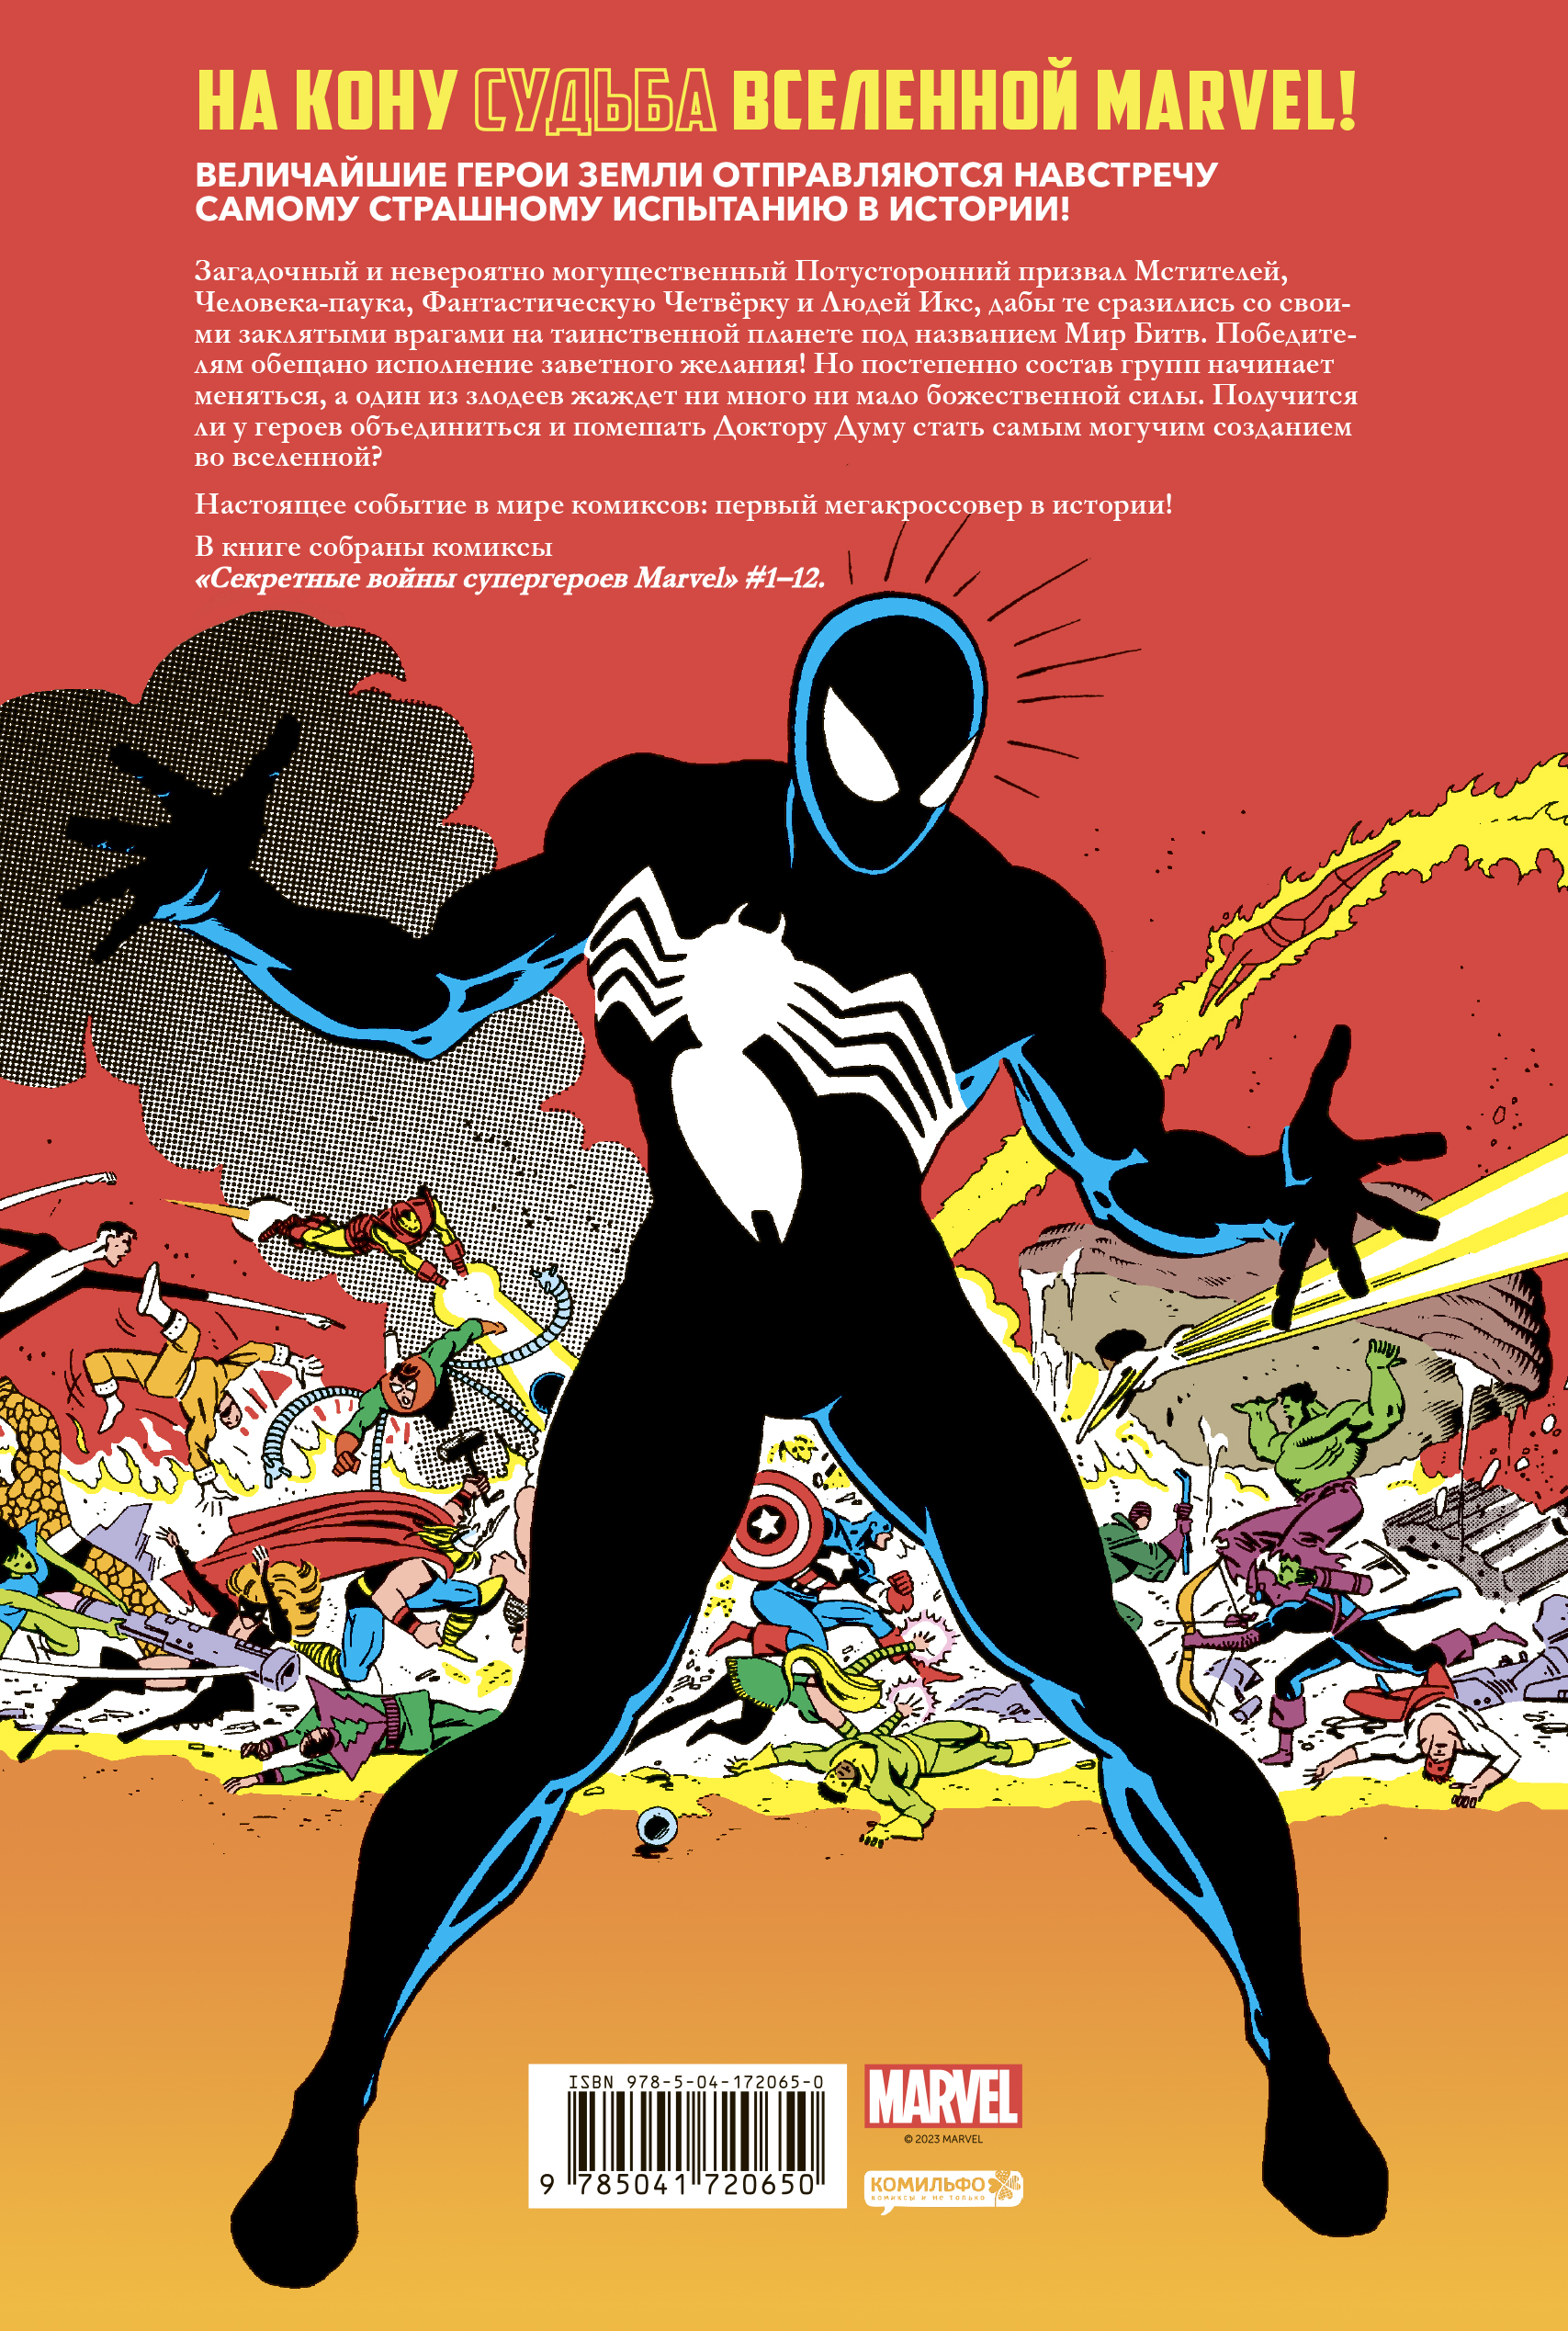 НА КОНУ СУДЬБА ВСЕЛЕННОЙ MARVEL!
ВЕЛИЧАЙШИЕ ГЕРОИ ЗЕМЛИ ОТПРАВЛЯЮТСЯ НАВСТРЕЧУ
САМОМУ СТРАШНОМУ ИСПЫТАНИЮ В ИСТОРИИ!
Загадочный и невероятно могущественный Потусторонний призвал Мстителей,
Человека-паука, Фантастическую Четвёрку и Людей Икс, дабы те сразились со свои-
ми заклятыми врагами на таинственной планете под названием Мир Битв. Победите-
лям обещано исполнение заветного желания! Но постепенно состав групп начинает
меняться, а один из злодеев жаждет ни много ни мало божественной силы. Получится
ли у героев объединиться и помешать Доктору Думу стать самым могучим созданием
во вселенной?
Настоящее событие в мире комиксов: первый мегакроссовер в истории!
В книге собраны комиксы
«Секретные войны супергероев Marvel» #1–12.
ISBN 978-5-04-172065-0
9 785041 720650
MARVEL
© 2023 MARVEL
КОМИЛЬФО
комиксы и не только